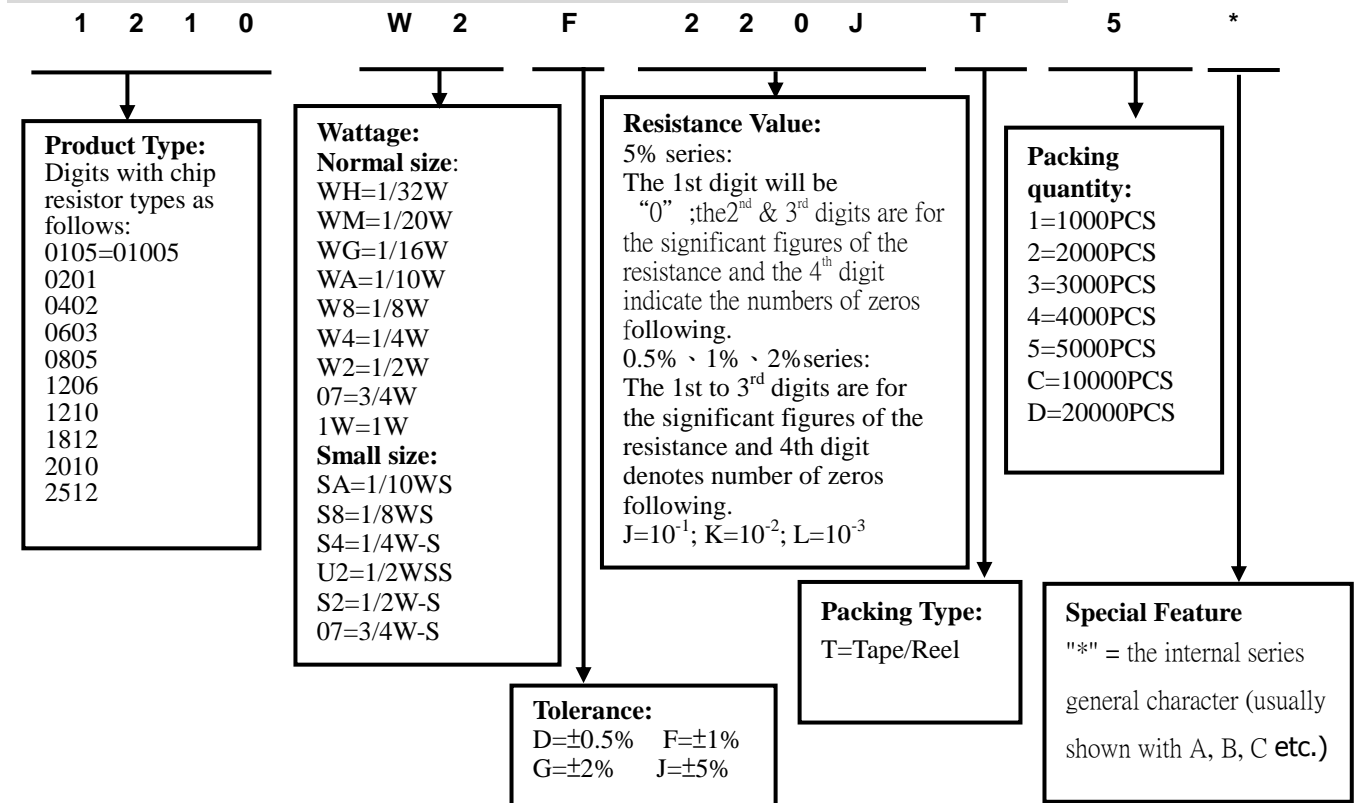 1 2 1 0 W 2 F 2 2 0 J T 5 *
Product Type:
Digits with chip
resistor types as
follows:
0105=01005
0201
0402
0603
0805
1206
1210
1812
2010
2512
Wattage:
Normal size:
WH=1/32W
WM=1/20W
WG=1/16W
WA=1/10W
W8=1/8W
W4=1/4W
W2=1/2W
07=3/4W
1W=1W
Small size:
SA=1/10WS
S8=1/8WS
S4=1/4W-S
U2=1/2WSS
S2=1/2W-S
07=3/4W-S
Tolerance:
D=±0.5% F=±1%
G=±2% J=±5%
Resistance Value:
5% series:
The 1st digit will be
“0” ;the2nd & 3rd digits are for
the significant figures of the
resistance and the 4th digit
indicate the numbers of zeros
following.
0.5%、1%、2%series:
The 1st to 3rd digits are for
the significant figures of the
resistance and 4th digit
denotes number of zeros
following.
J=10-1; K=10-2; L=10-3
Packing Type:
T=Tape/Reel
Packing
quantity:
1=1000PCS
2=2000PCS
3=3000PCS
4=4000PCS
5=5000PCS
C=10000PCS
D=20000PCS
Special Feature
"*" = the internal series
general character (usually
shown with A, B, C etc.)